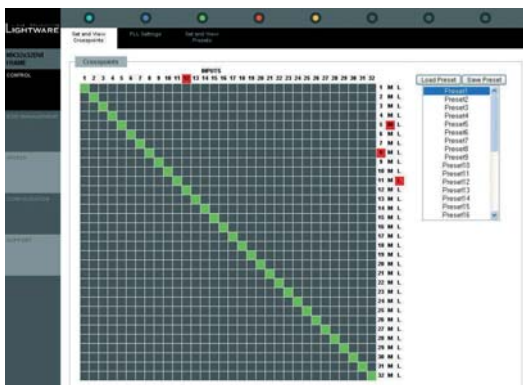 LIGHTWARE
Set and View
Crosspoints
PLL Settings
Set and View
Presets
FRAME
CONTROL
Crosspoints
INPUTS
1 2 3 4 5 6 7 8 9 10 11 12 13 14 15 16 17 18 19 20 21 22 23 24 25 26 27 28 29 30 31 32
1 M L
2 M L
3 M L
4 M L
5 M L
6 M L
7 M L
8 M L
9 M L
10 M L
11 M L
12 M L
13 M L
14 M L
15 M L
16 M L
17 M L
18 M L
19 M L
20 M L
21 M L
22 M L
23 M L
24 M L
25 M L
26 M L
27 M L
28 M L
29 M L
30 M L
31 M L
32 M L
Load Preset
Save Preset
Preset1
Preset2
Preset3
Preset4
Preset5
Preset6
Preset7
Preset8
Preset9
Preset10
Preset11
Preset12
Preset13
Preset14
Preset15
Preset16
STATUS
CONFIGURATION
SUPPORT